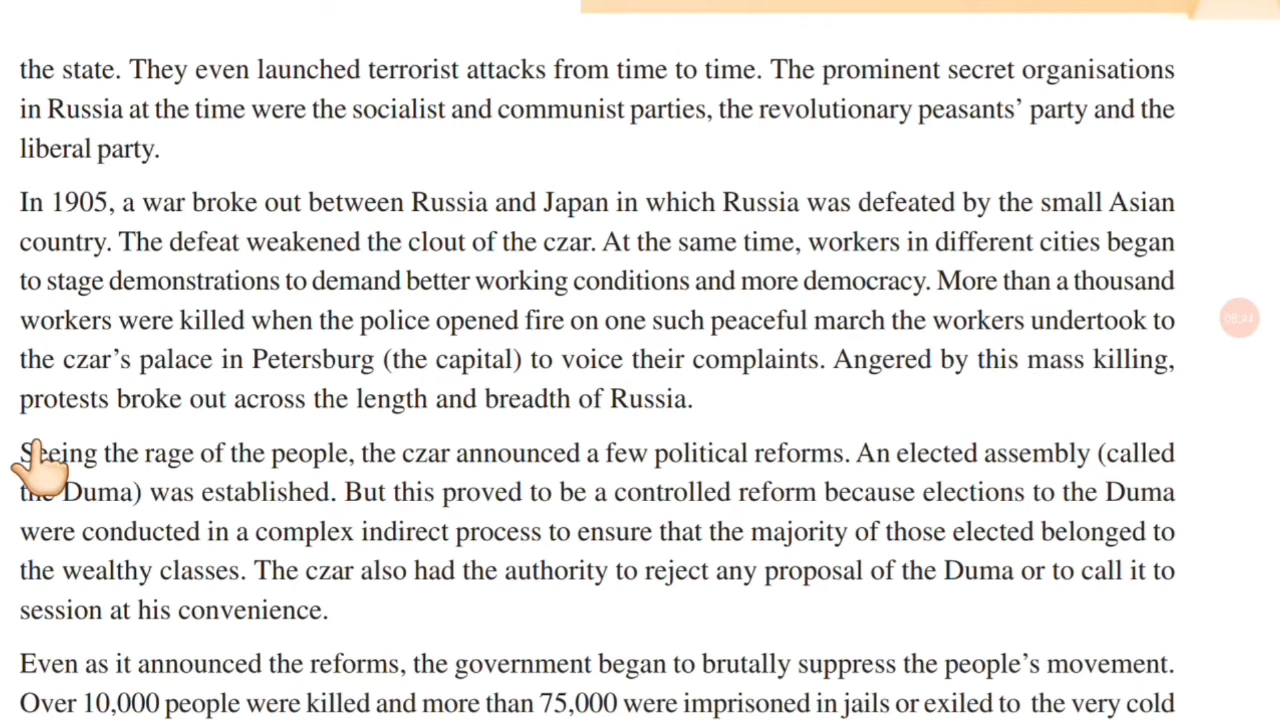 the state. They even launched terrorist attacks from time to time. The prominent secret organisations
in Russia at the time were the socialist and communist parties, the revolutionary peasants' party and the
liberal party.
In 1905, a war broke out between Russia and Japan in which Russia was defeated by the small Asian
country. The defeat weakened the clout of the czar. At the same time, workers in different cities began
to stage demonstrations to demand better working conditions and more democracy. More than a thousand
workers were killed when the police opened fire on one such peaceful march the workers undertook to
the czar's palace in Petersburg (the capital) to voice their complaints. Angered by this mass killing,
protests broke out across the length and breadth of Russia.
Seeing the rage of the people, the czar announced a few political reforms. An elected assembly (called
the Duma) was established. But this proved to be a controlled reform because elections to the Duma
were conducted in a complex indirect process to ensure that the majority of those elected belonged to
the wealthy classes. The czar also had the authority to reject any proposal of the Duma or to call it to
session at his convenience.
Even as it announced the reforms, the government began to brutally suppress the people's movement.
Over 10,000 people were killed and more than 75,000 were imprisoned in jails or exiled to the very cold